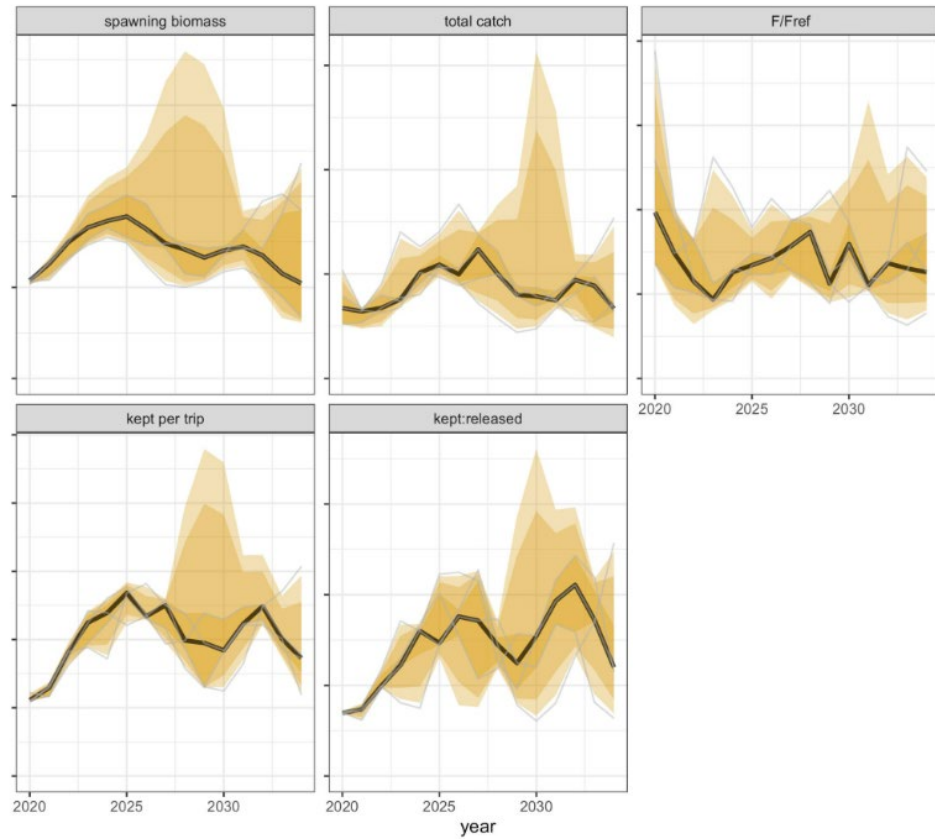 spawning biomass
total catch
F/Fref
2020 2025 2030
kept per trip
kept:released
2020 2025 2030
2020 2025 2030
year